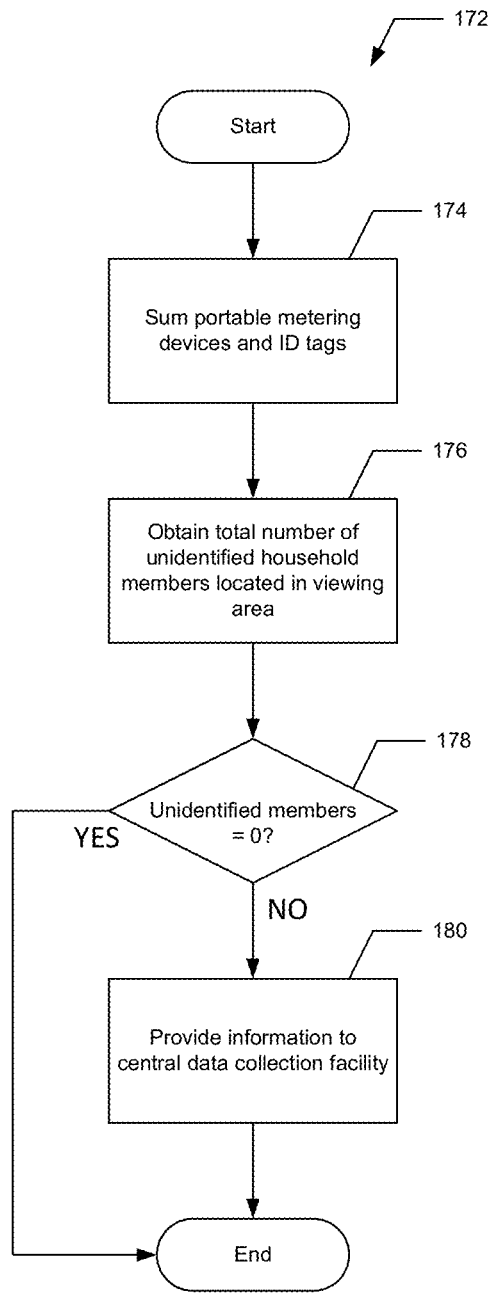 172
Start
174
Sum portable metering
devices and ID tags
176
Obtain total number of
unidentified household
members located in viewing
area
178
Unidentified members
= 0?
YES
NO
180
Provide information to
central data collection facility
End